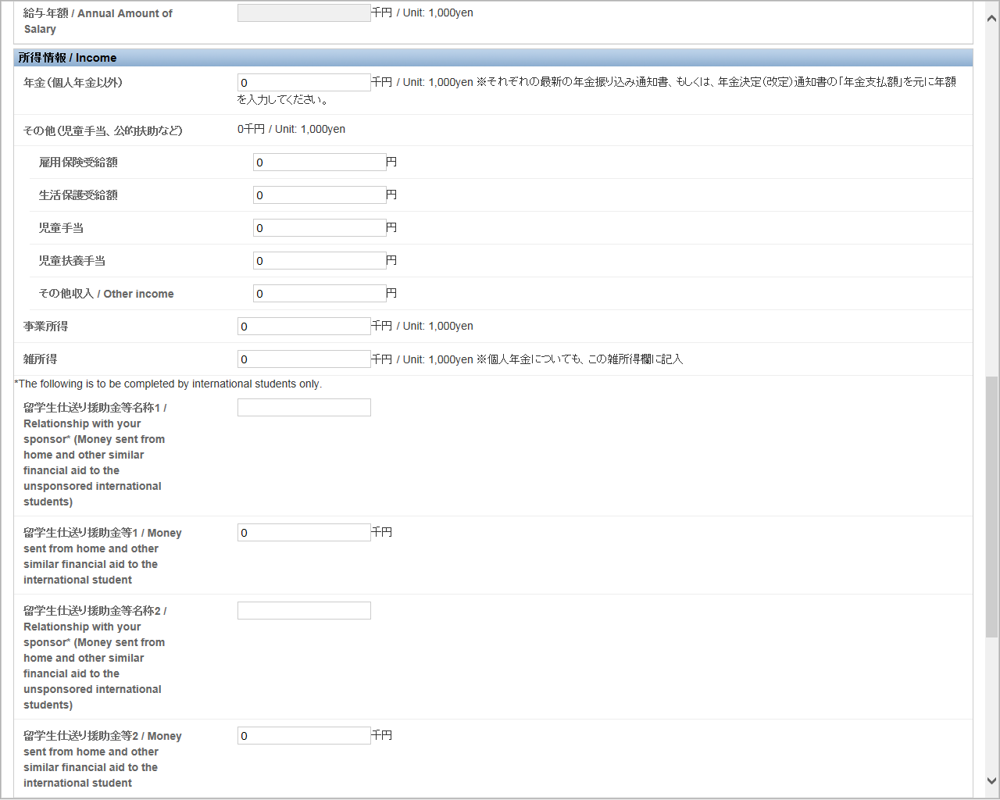 給与年額 / Annual Amount of
Salary
千円 / Unit: 1,000yen
所得情報 / Income
年金(個人年金以外)
0 千円 / Unit: 1,000yen ※それぞれの最新の年金振り込み通知書、もしくは、年金決定(改定)通知書の「年金支払額」を元に年額
を入力してください。
その他(児童手当、公的扶助など)
0千円 / Unit: 1,000yen
雇用保険受給額
0 円
生活保護受給額
0 円
児童手当
0 円
児童扶養手当
0 円
その他収入 / Other income
0 円
事業所得
0 千円 / Unit: 1,000yen
雑所得
0 千円 / Unit: 1,000yen ※個人年金についても、この雑所得欄に記入
*The following is to be completed by international students only.
留学生仕送り援助金等名称1 /
Relationship with your
sponsor* (Money sent from
home and other similar
financial aid to the
unsponsored international
students)
留学生仕送り援助金等1 / Money
sent from home and other
similar financial aid to the
international student
0 千円
留学生仕送り援助金等名称2 /
Relationship with your
sponsor* (Money sent from
home and other similar
financial aid to the
unsponsored international
students)
留学生仕送り援助金等2 / Money
sent from home and other
similar financial aid to the
international student
0 千円